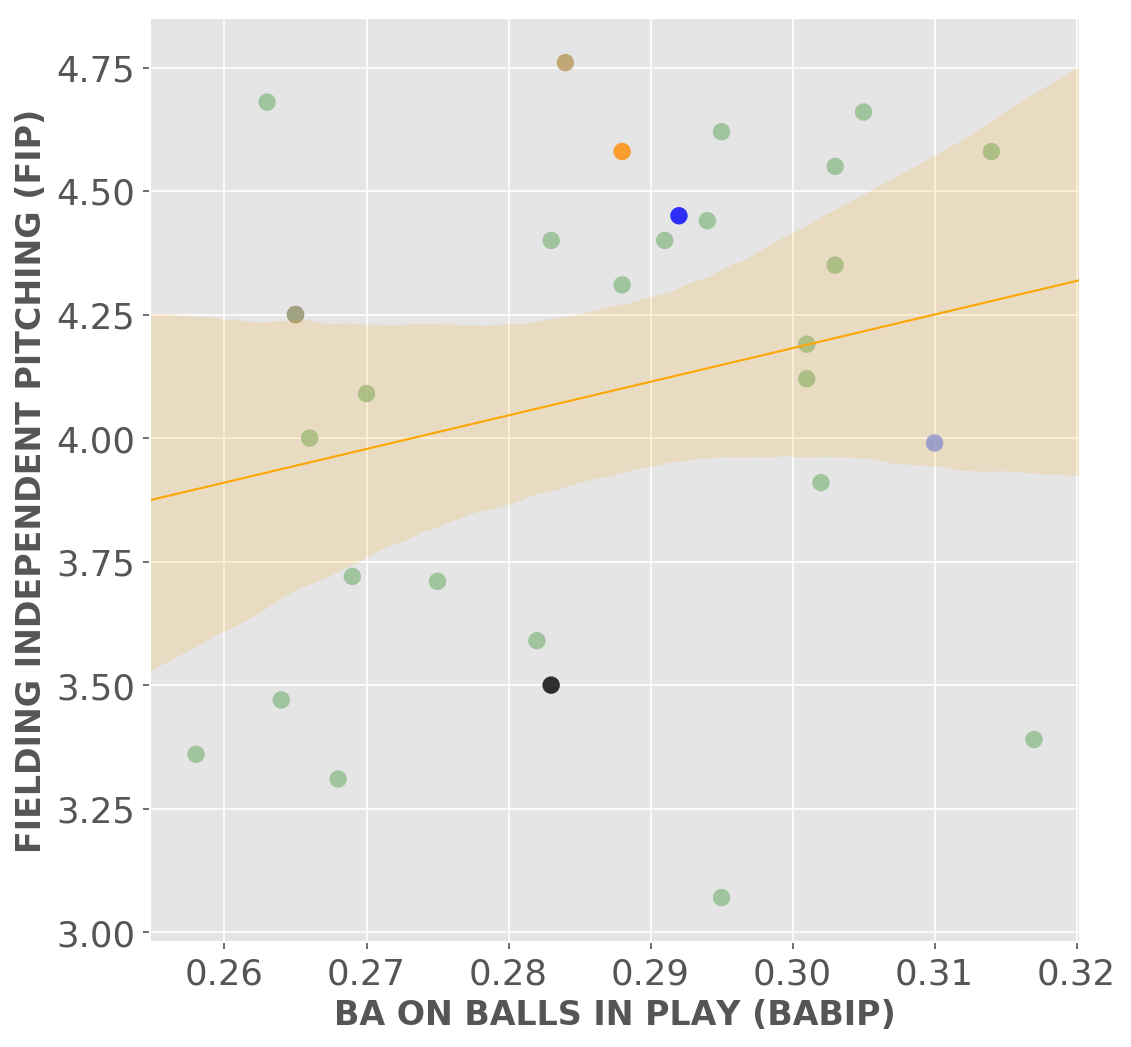 4.75
4.50
4.25
4.00
3.75
3.50
3.25
3.00
FIELDING INDEPENDENT PITCHING (FIP)
0.26 0.27 0.28 0.29 0.30 0.31 0.32
BA ON BALLS IN PLAY (BABIP)